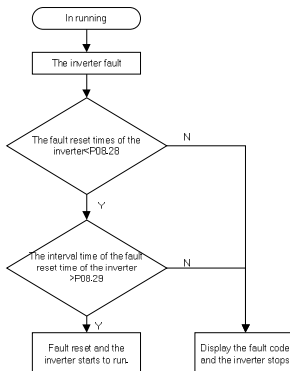 In running
The inverter fault
The fault reset times of the
inverter<P08.28
N
Y
The interval time of the fault
reset time of the inverter
>P08.29
N
Y
Fault reset and the
inverter starts to run.
Display the fault code
and the inverter stops